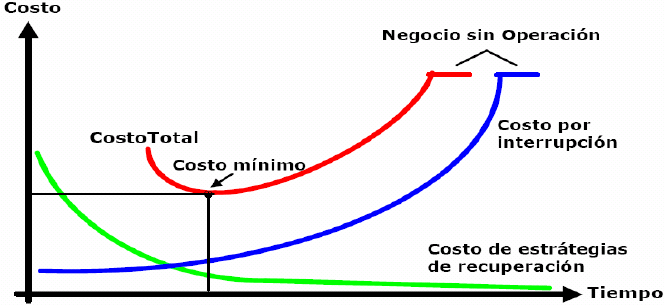 Costo
Negocio sin Operación
CostoTotal
Costo mínimo
Costo por
interrupción
Costo de estrátegias
de recuperación
Tiempo